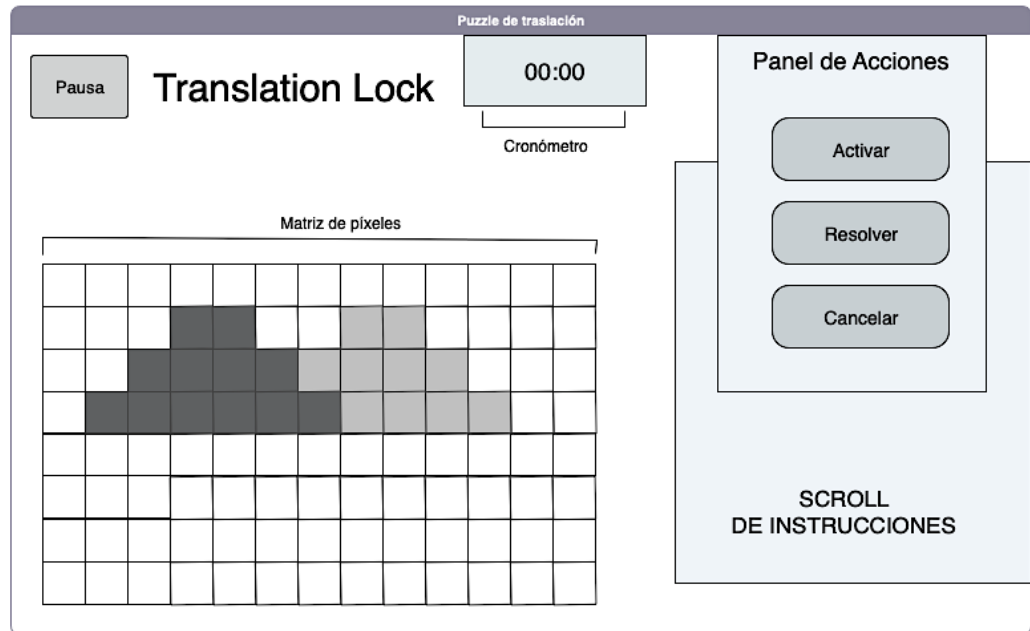 Puzzle de traslación
Pausa
Translation Lock
00:00
Cronómetro
Panel de Acciones
Activar
Resolver
Cancelar
Matriz de píxeles
SCROLL
DE INSTRUCCIONES